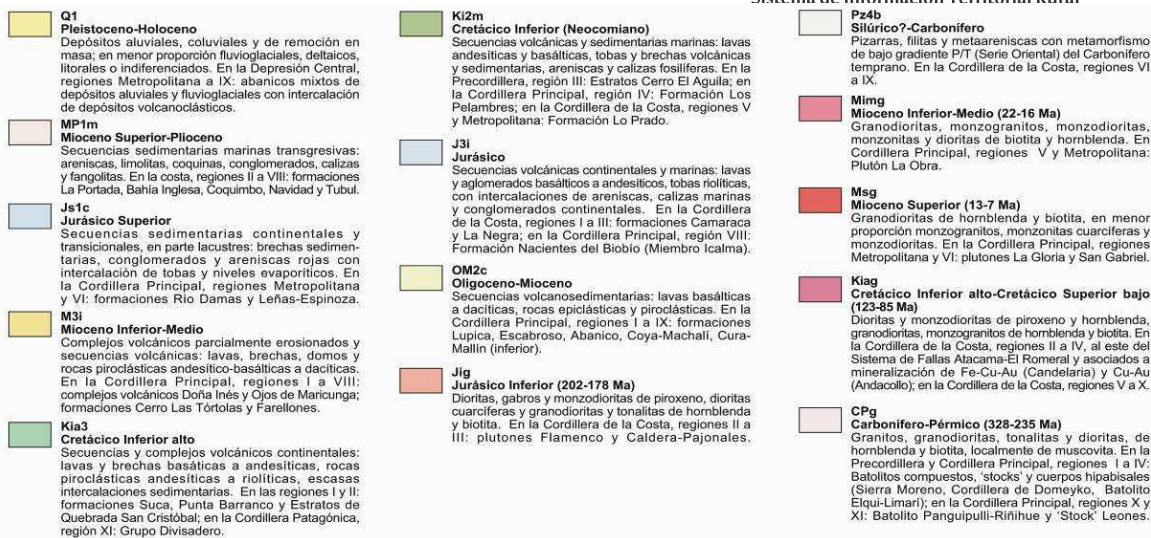 Sistema de Información Territorial Rural
Q1
Pleistoceno-Holoceno
Depósitos aluviales, coluviales y de remoción en
masa; en menor proporción fluvioglaciales, deltaicos,
litorales o indiferenciados. En la Depresión Central,
regiones Metropolitana a IX: abanicos mixtos de
depósitos aluviales y fluvioglaciales con intercalación
de depósitos volcanoclásticos.
MP1m
Mioceno Superior-Plioceno
Secuencias sedimentarias marinas transgresivas:
areniscas, limolitas, coquinas, conglomerados, calizas
y fangolitas. En la costa, regiones II a VIII: formaciones
La Portada, Bahía Inglesa, Coquimbo, Navidad y Tubul.
Js1c
Jurásico Superior
Secuencias sedimentarias continentales y
transicionales, en parte lacustres: brechas sedimen-
tarias, conglomerados y areniscas rojas con
intercalación de tobas y niveles evaporíticos. En
la Cordillera Principal, regiones Metropolitana
y VI: formaciones Río Damas y Leñas-Espinoza.
M3i
Mioceno Inferior-Medio
Complejos volcánicos parcialmente erosionados y
secuencias volcánicas: lavas, brechas, domos y
rocas piroclásticas andesítico-basálticas a dacíticas.
En la Cordillera Principal, regiones I a VIII:
complejos volcánicos Doña Inés y Ojos de Maricunga;
formaciones Cerro Las Tórtolas y Farellones.
Kia3
Cretácico Inferior alto
Secuencias y complejos volcánicos continentales:
lavas y brechas basáticas a andesíticas, rocas
piroclásticas andesíticas a riolíticas, escasas
intercalaciones sedimentarias. En las regiones I y II:
formaciones Suca, Punta Barranco y Estratos de
Quebrada San Cristóbal; en la Cordillera Patagónica,
región XI: Grupo Divisadero.
Ki2m
Cretácico Inferior (Neocomiano)
Secuencias volcánicas y sedimentarias marinas: lavas
andesíticas y basálticas, tobas y brechas volcánicas
y sedimentarias, areniscas y calizas fosilíferas. En la
Precordillera, región III: Estratos Cerro El Aguila; en
la Cordillera Principal, región IV: Formación Los
Pelambres; en la Cordillera de la Costa, regiones V
y Metropolitana: Formación Lo Prado.
J3i
Jurásico
Secuencias volcánicas continentales y marinas: lavas
y aglomerados basálticos a andesíticos, tobas riolíticas,
con intercalaciones de areniscas, calizas marinas
y conglomerados continentales. En la Cordillera
de la Costa, regiones I a III: formaciones Camaraca
y La Negra; en la Cordillera Principal, región VIII:
Formación Nacientes del Biobío (Miembro Icalma).
OM2c
Oligoceno-Mioceno
Secuencias volcanosedimentarias: lavas basálticas
a dacíticas, rocas epiclásticas y piroclásticas. En la
Cordillera Principal, regiones I a IX: formaciones
Lupica, Escabroso, Abanico, Coya-Machalí, Cura-
Mallín (inferior).
Jig
Jurásico Inferior (202-178 Ma)
Dioritas, gabros y monzodioritas de piroxeno, dioritas
cuarcíferas y granodioritas y tonalitas de hornblenda
y biotita. En la Cordillera de la Costa, regiones II a
III: plutones Flamenco y Caldera-Pajonales.
Pz4b
Silúrico?-Carbonífero
Pizarras, filitas y metaareniscas con metamorfismo
de bajo gradiente P/T (Serie Oriental) del Carbonífero
temprano. En la Cordillera de la Costa, regiones VI
a IX.
Mimg
Mioceno Inferior-Medio (22-16 Ma)
Granodioritas, monzogranitos, monzodioritas,
monzonitas y dioritas de biotita y hornblenda. En
Cordillera Principal, regiones V y Metropolitana:
Plutón La Obra.
Msg
Mioceno Superior (13-7 Ma)
Granodioritas de hornblenda y biotita, en menor
proporción monzogranitos, monzonitas cuarcíferas y
monzodioritas. En la Cordillera Principal, regiones
Metropolitana y VI: plutones La Gloria y San Gabriel.
Kiag
Cretácico Inferior alto-Cretácico Superior bajo
(123-85 Ma)
Dioritas y monzodioritas de piroxeno y hornblenda,
granodioritas, monzogranitos de hornblenda y biotita. En
la Cordillera de la Costa, regiones II a IV, al este del
Sistema de Fallas Atacama-El Romeral y asociados a
mineralización de Fe-Cu-Au (Candelaria) y Cu-Au
(Andacollo); en la Cordillera de la Costa, regiones V a X.
CPg
Carbonífero-Pérmico (328-235 Ma)
Granitos, granodioritas, tonalitas y dioritas, de
hornblenda y biotita, localmente de muscovita. En la
Precordillera y Cordillera Principal, regiones I a IV:
Batolitos compuestos, 'stocks' y cuerpos hipabisales
(Sierra Moreno, Cordillera de Domeyko, Batolito
Elqui-Limarí); en la Cordillera Principal, regiones X y
XI: Batolito Panguipulli-Riñihue y 'Stock' Leones.